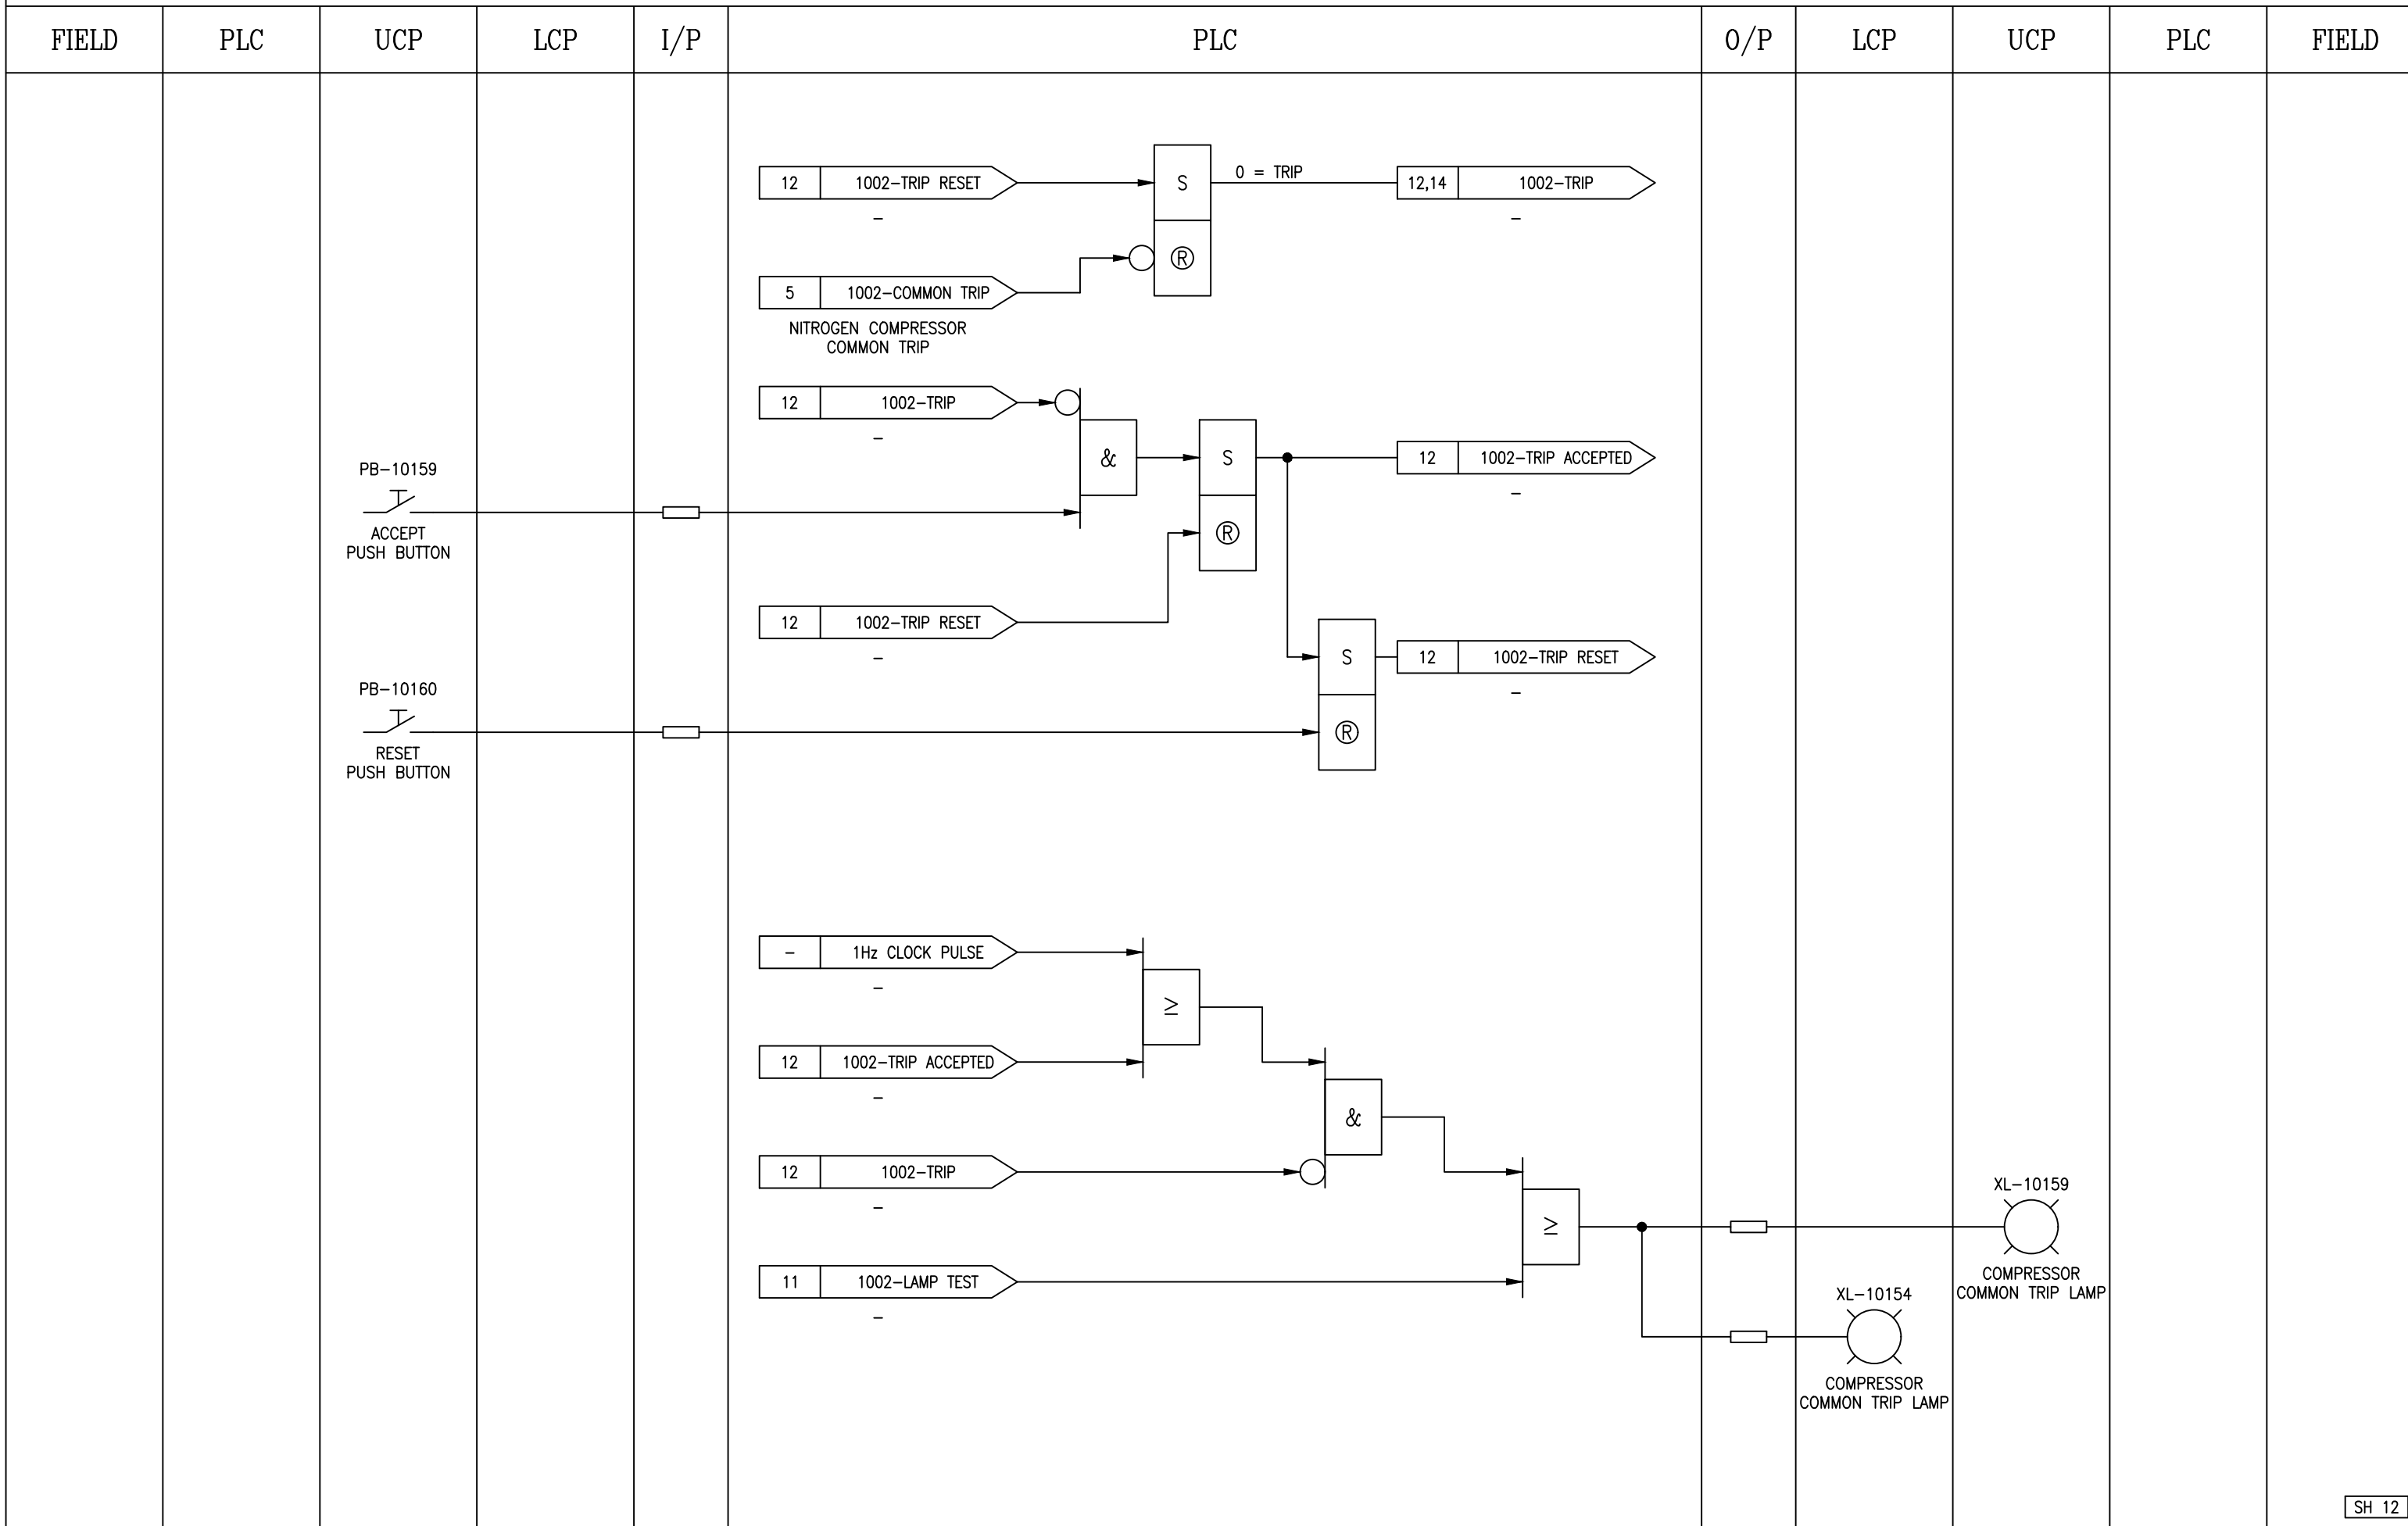 FIELD
PLC
UCP
LCP
I/P
PLC
O/P
LCP
UCP
PLC
FIELD
12
1002-TRIP RESET
-
S
Ⓡ
0 = TRIP
12,14
1002-TRIP
-
5
1002-COMMON TRIP
NITROGEN COMPRESSOR
COMMON TRIP
12
1002-TRIP
-
&
S
Ⓡ
12
1002-TRIP ACCEPTED
-
PB-10159
ACCEPT
PUSH BUTTON
12
1002-TRIP RESET
-
S
Ⓡ
12
1002-TRIP RESET
-
PB-10160
RESET
PUSH BUTTON
-
1Hz CLOCK PULSE
-
≥
12
1002-TRIP ACCEPTED
-
&
12
1002-TRIP
-
≥
11
1002-LAMP TEST
-
XL-10159
COMPRESSOR
COMMON TRIP LAMP
XL-10154
COMPRESSOR
COMMON TRIP LAMP
SH 12